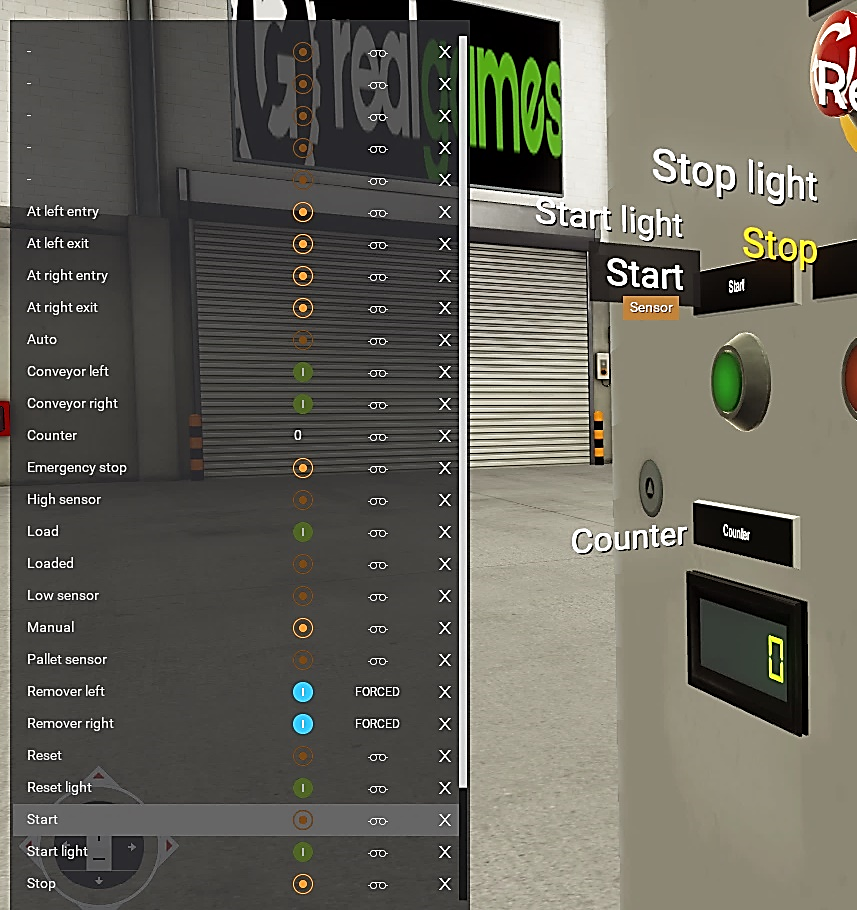 realgames
-
-
-
-
-
At left entry
At left exit
At right entry
At right exit
Auto
Conveyor left
Conveyor right
Counter 0
Emergency stop
High sensor
Load
Loaded
Low sensor
Manual
Pallet sensor
Remover left FORCED
Remover right FORCED
Reset
Reset light
Start
Start light
Stop
Stop light
Start light
Stop
Start
Sensor
Start
Counter
Counter
0